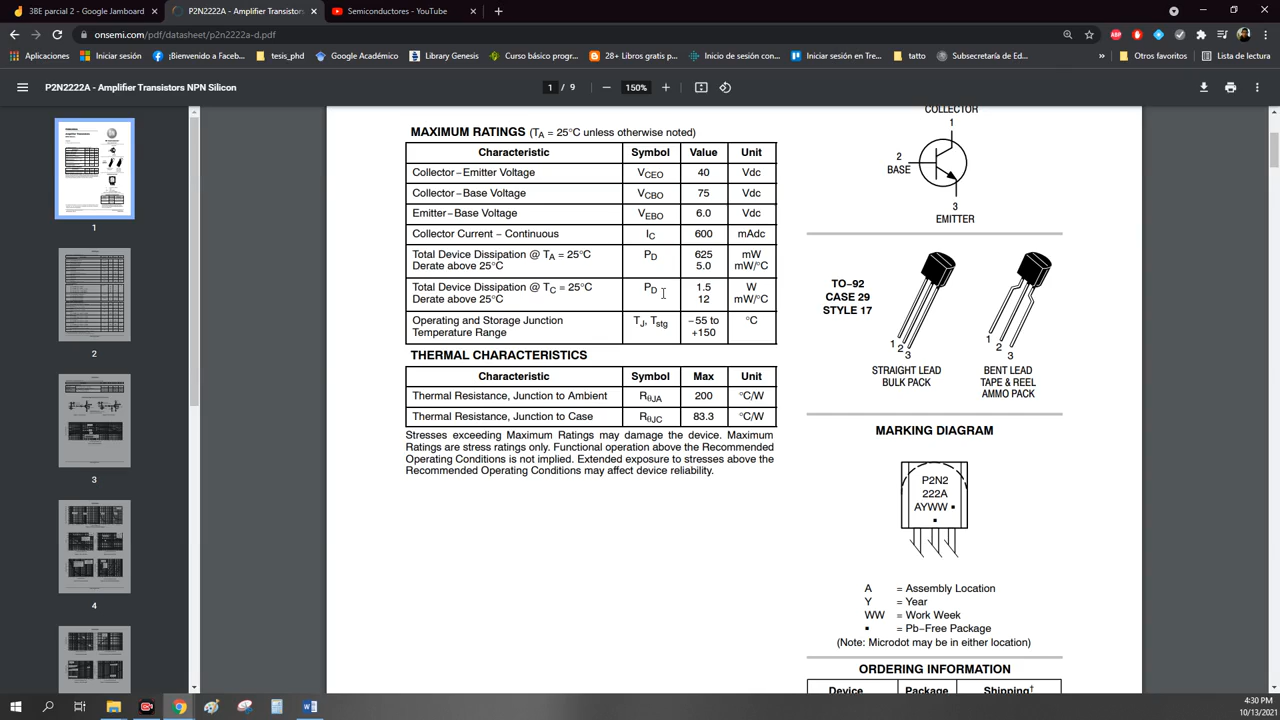 3BE parcial 2 - Google Jamboard
P2N2222A - Amplifier Transistors
Semiconductores - YouTube
onsemi.com/pdf/datasheet/p2n2222a-d.pdf
Aplicaciones
Iniciar sesión
¡Bienvenido a Facebo...
tesis_phd
Google Académico
Library Genesis
Curso básico progr...
28+ Libros gratis p...
Inicio de sesión con...
Iniciar sesión en Tre...
tatto
Subsecretaría de Ed...
»
Otros favoritos
Lista de lectura
P2N2222A - Amplifier Transistors NPN Silicon
1 / 9
150%
1
2
3
4
MAXIMUM RATINGS (TA = 25°C unless otherwise noted)
Characteristic Symbol Value Unit
Collector−Emitter Voltage VCEO 40 Vdc
Collector−Base Voltage VCBO 75 Vdc
Emitter−Base Voltage VEBO 6.0 Vdc
Collector Current − Continuous IC 600 mAdc
Total Device Dissipation @ TA = 25°C PD 625 mW
Derate above 25°C 5.0 mW/°C
Total Device Dissipation @ TC = 25°C PD 1.5 W
Derate above 25°C 12 mW/°C
Operating and Storage Junction TJ, Tstg −55 to °C
Temperature Range +150
THERMAL CHARACTERISTICS
Characteristic Symbol Max Unit
Thermal Resistance, Junction to Ambient RθJA 200 °C/W
Thermal Resistance, Junction to Case RθJC 83.3 °C/W
Stresses exceeding Maximum Ratings may damage the device. Maximum
Ratings are stress ratings only. Functional operation above the Recommended
Operating Conditions is not implied. Extended exposure to stresses above the
Recommended Operating Conditions may affect device reliability.
COLLECTOR
1
2
BASE
3
EMITTER
TO−92
CASE 29
STYLE 17
1
2
3
STRAIGHT LEAD
BULK PACK
1
2
3
BENT LEAD
TAPE & REEL
AMMO PACK
MARKING DIAGRAM
P2N2
222A
AYWW ▪
▪
A = Assembly Location
Y = Year
WW = Work Week
▪ = Pb−Free Package
(Note: Microdot may be in either location)
ORDERING INFORMATION
Device Package Shipping†
4:30 PM
10/13/2021